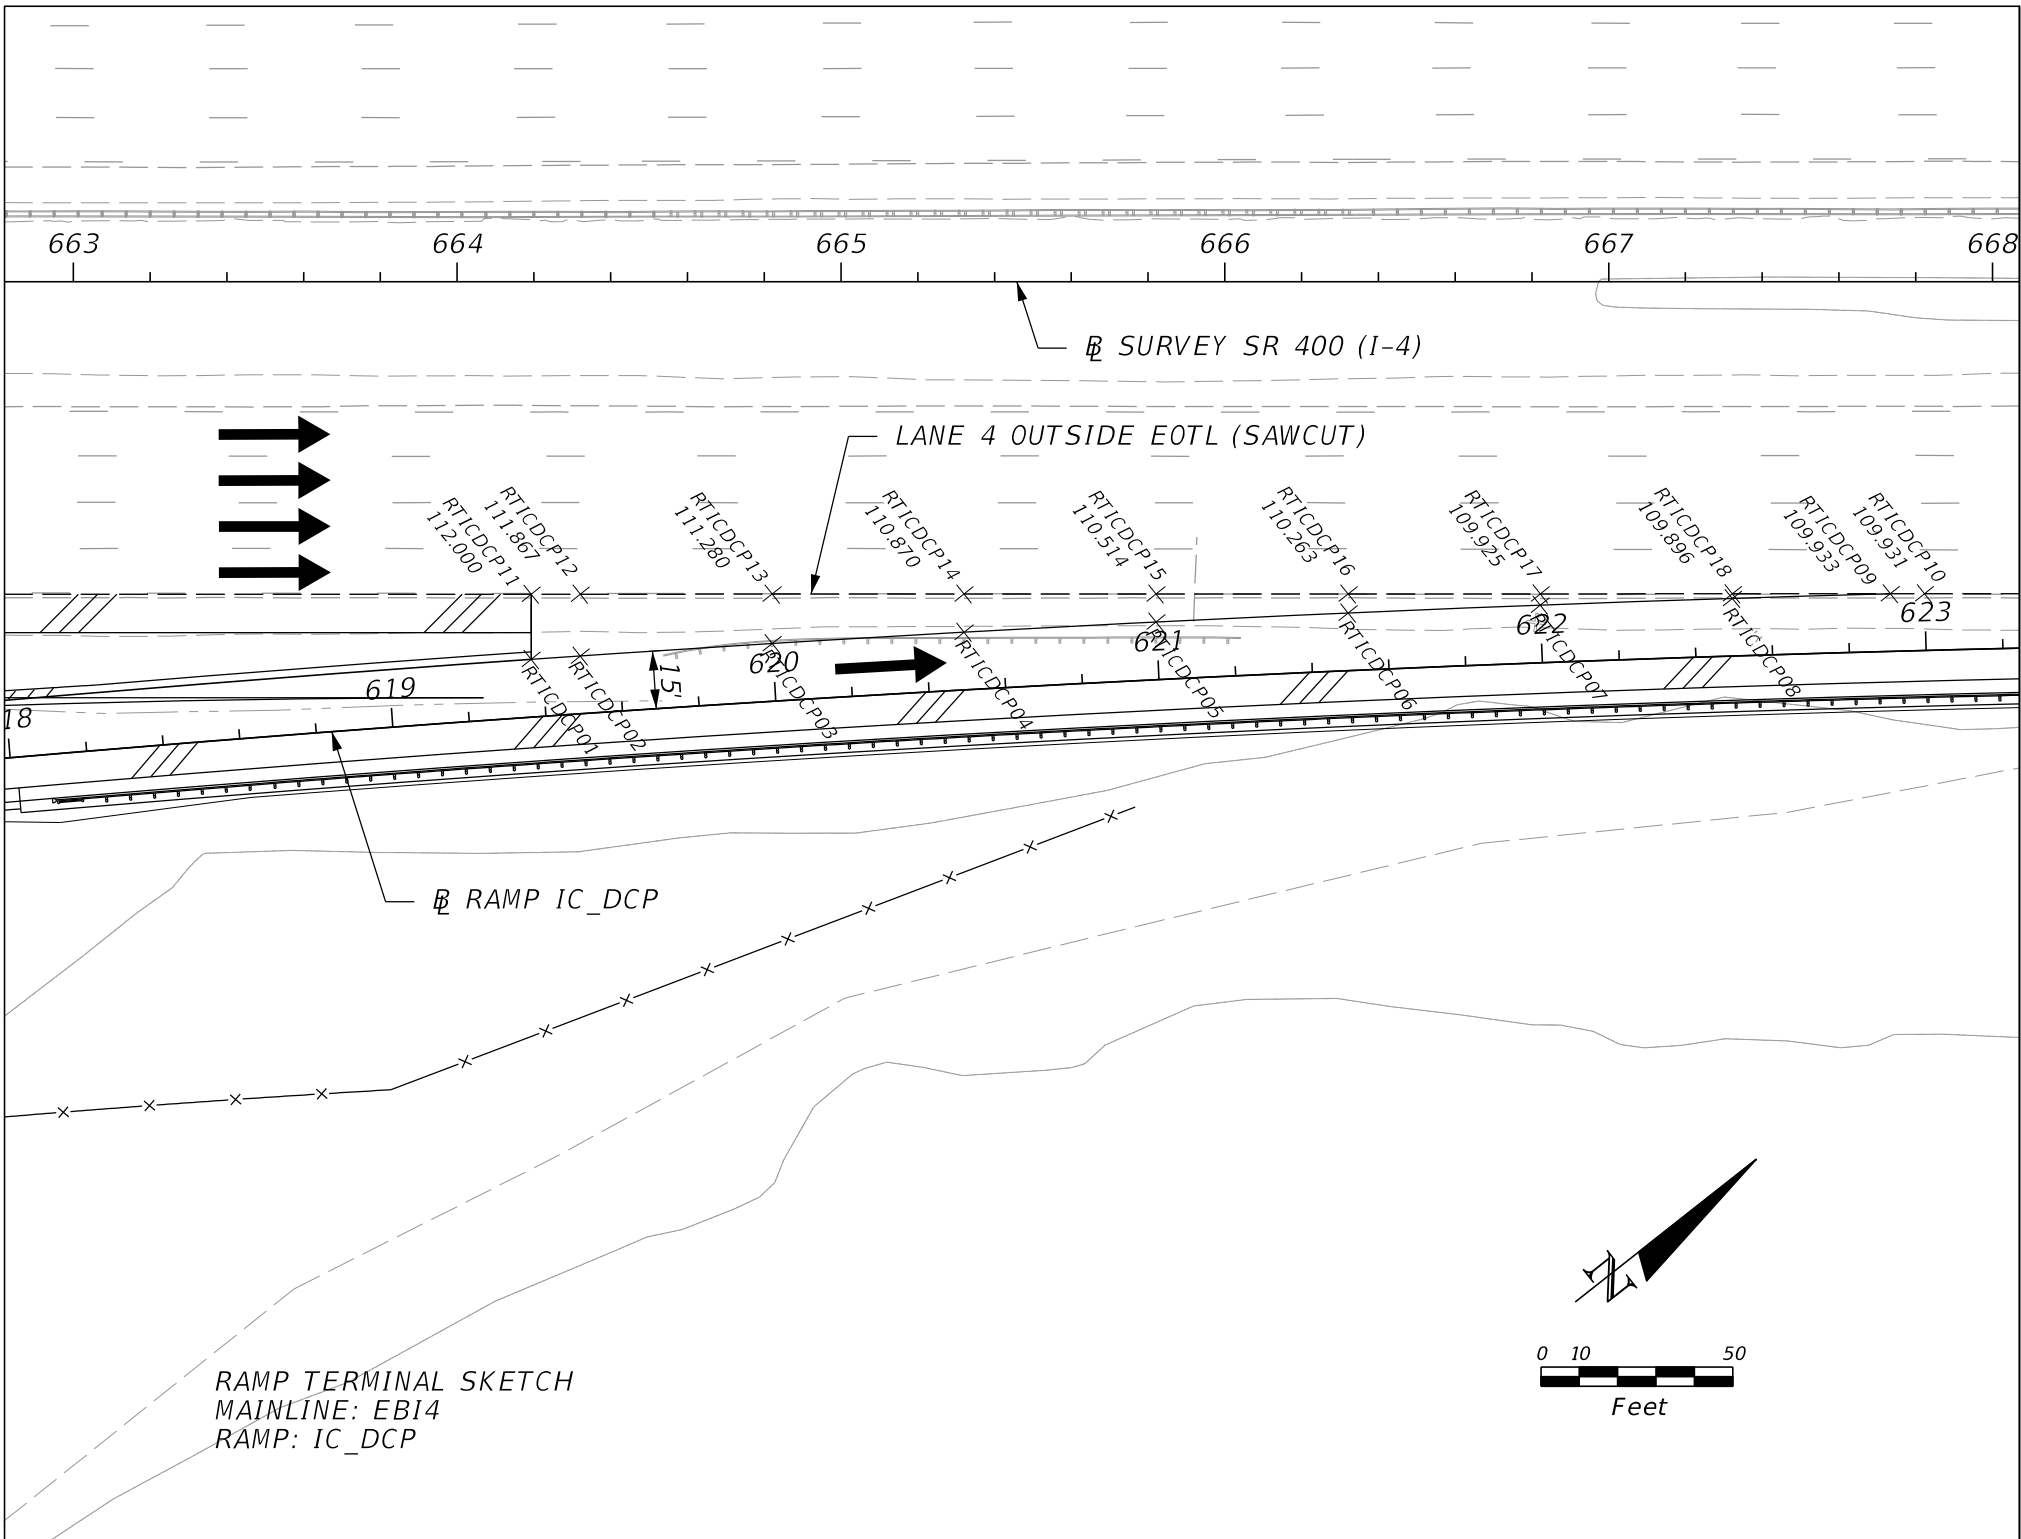 663 664 665 666 667 668
BL SURVEY SR 400 (I-4)
LANE 4 OUTSIDE EOTL (SAWCUT)
RTICDCP11
112.000
RTICDCP12
111.867
RTICDCP13
111.280
RTICDCP14
110.870
RTICDCP15
110.514
RTICDCP16
110.263
RTICDCP17
109.925
RTICDCP18
109.896
RTICDCP09
109.933
RTICDCP10
109.931
18 619 620 621 622 623
15'
RTICDCP01
RTICDCP02
RTICDCP03
RTICDCP04
RTICDCP05
RTICDCP06
RTICDCP07
RTICDCP08
BL RAMP IC_DCP
N
0 10 50
Feet
RAMP TERMINAL SKETCH
MAINLINE: EBI4
RAMP: IC_DCP